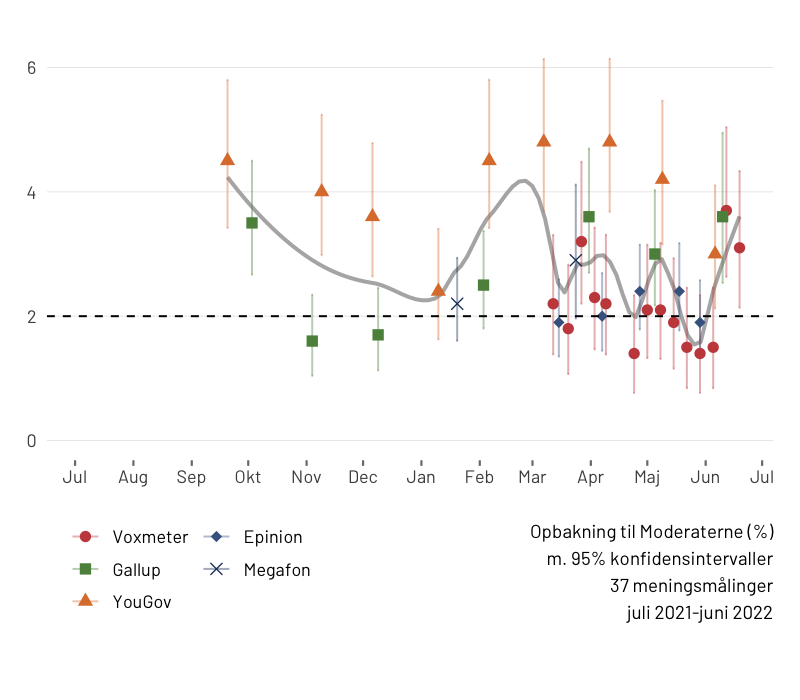 6
4
2
0
Jul Aug Sep Okt Nov Dec Jan Feb Mar Apr Maj Jun Jul
Voxmeter Epinion
Gallup Megafon
YouGov
Opbakning til Moderaterne (%)
m. 95% konfidensintervaller
37 meningsmålinger
juli 2021-juni 2022